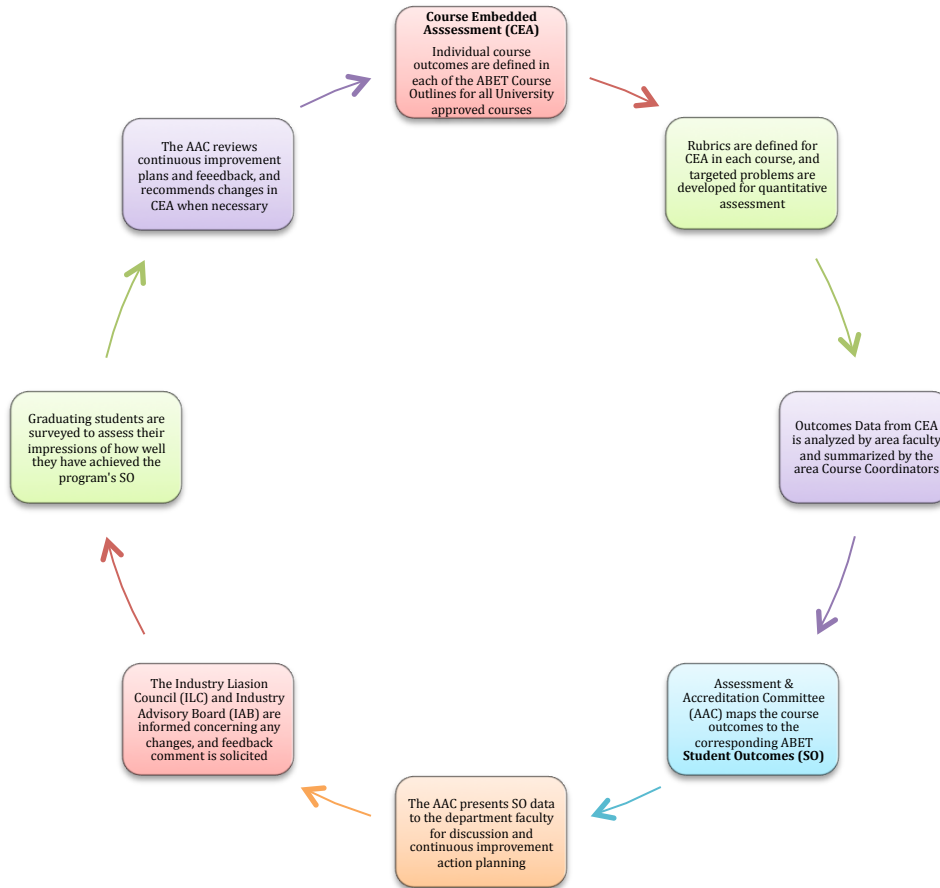 Course Embedded
Asssessment (CEA)
Individual course
outcomes are defined in
each of the ABET Course
Outlines for all University
approved courses
Rubrics are defined for
CEA in each course, and
targeted problems are
developed for quantitative
assessment
Outcomes Data from CEA
is analyzed by area faculty
and summarized by the
area Course Coordinators
Assessment &
Accreditation Committee
(AAC) maps the course
outcomes to the
corresponding ABET
Student Outcomes (SO)
The AAC presents SO data
to the department faculty
for discussion and
continuous improvement
action planning
The Industry Liasion
Council (ILC) and Industry
Advisory Board (IAB) are
informed concerning any
changes, and feedback
comment is solicited
Graduating students are
surveyed to assess their
impressions of how well
they have achieved the
program's SO
The AAC reviews
continuous improvement
plans and feeedback, and
recommends changes in
CEA when necessary